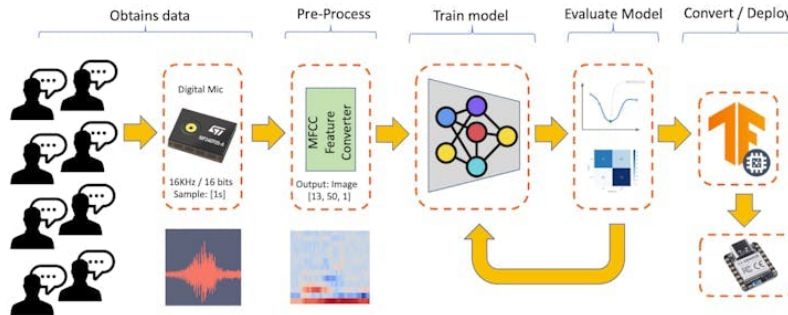 Obtains data
Pre-Process
Train model
Evaluate Model
Convert / Deploy
Digital Mic
16KHz / 16 bits
Sample: [1s]
MFCC
Feature
Converter
Output: Image
[13, 50, 1]